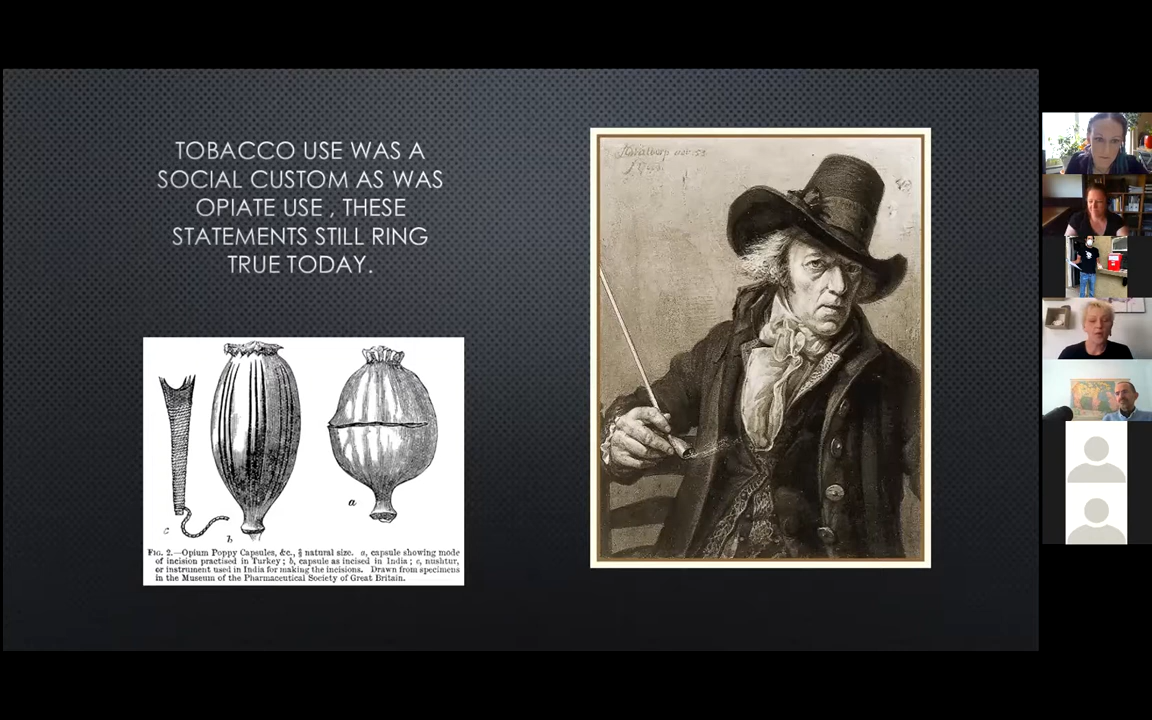 TOBACCO USE WAS A
SOCIAL CUSTOM AS WAS
OPIATE USE , THESE
STATEMENTS STILL RING
TRUE TODAY.
c
b
a
FIG. 2.—Opium Poppy Capsules, &c., ⅔ natural size. a, capsule showing mode
of incision practised in Turkey; b, capsule as incised in India; c, nushtur,
or instrument used in India for making the incisions. Drawn from specimens
in the Museum of the Pharmaceutical Society of Great Britain.